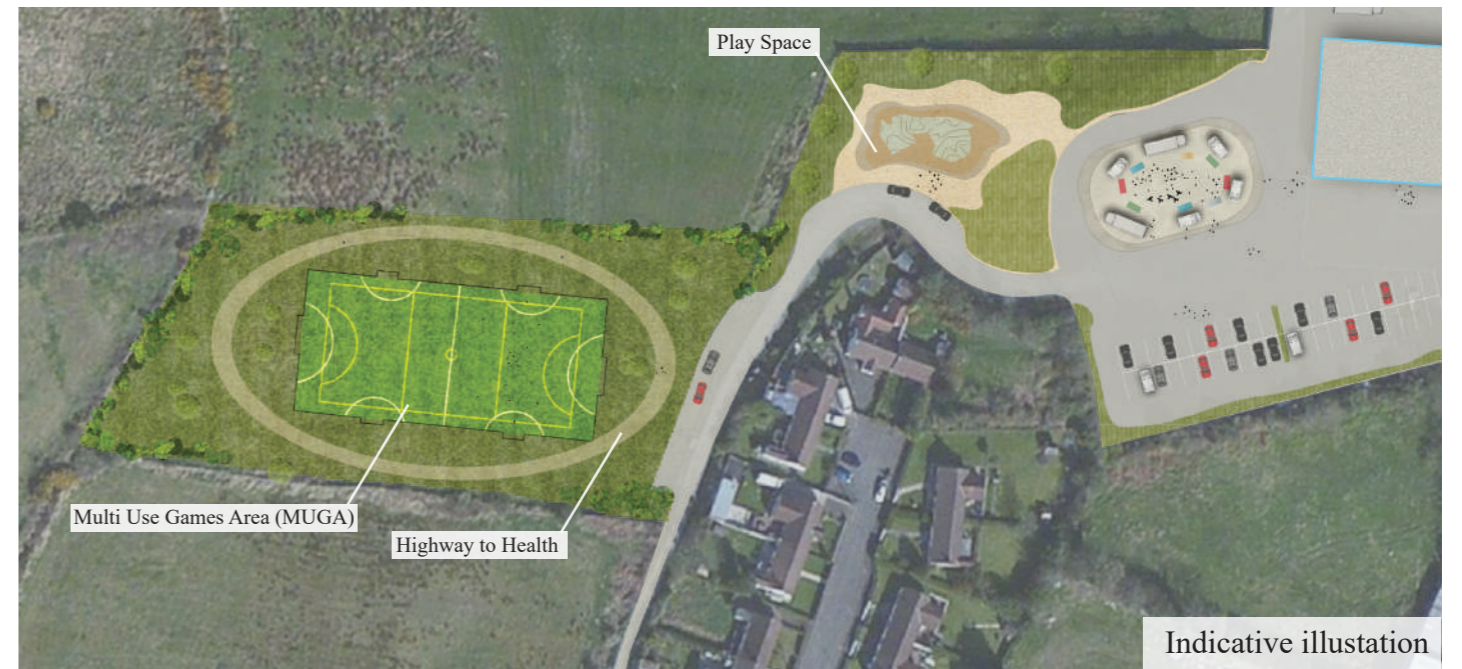 Play Space
Multi Use Games Area (MUGA)
Highway to Health
Indicative illustation